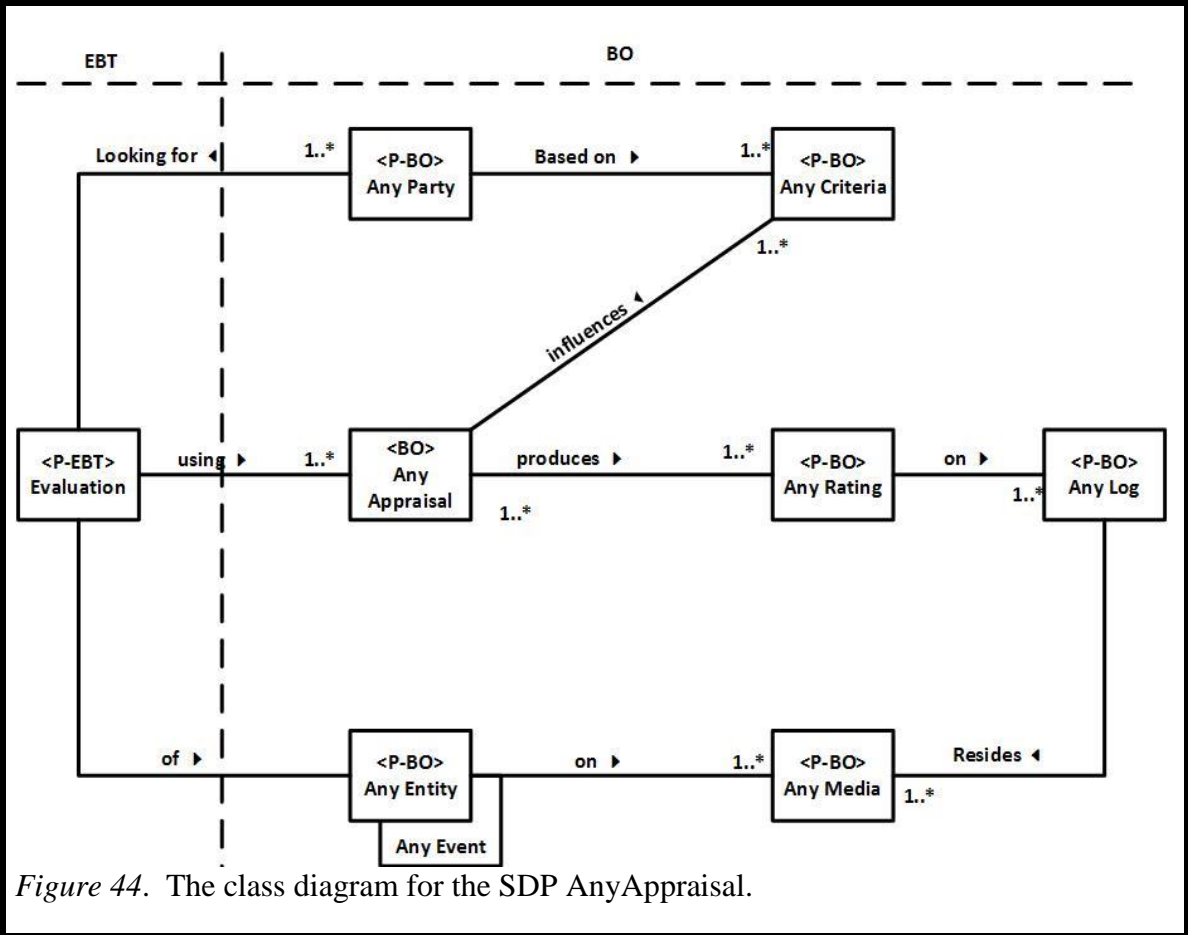 EBT
BO
Looking for ◄
1..*
<P-BO>
Any Party
Based on ►
1..*
<P-BO>
Any Criteria
1..*
influences ▲
<P-EBT>
Evaluation
using ►
1..*
<BO>
Any
Appraisal
1..*
produces ►
1..*
<P-BO>
Any Rating
on ►
1..*
<P-BO>
Any Log
of ►
<P-BO>
Any Entity
Any Event
on ►
1..*
<P-BO>
Any Media
Resides ◄
1..*
Figure 44. The class diagram for the SDP AnyAppraisal.